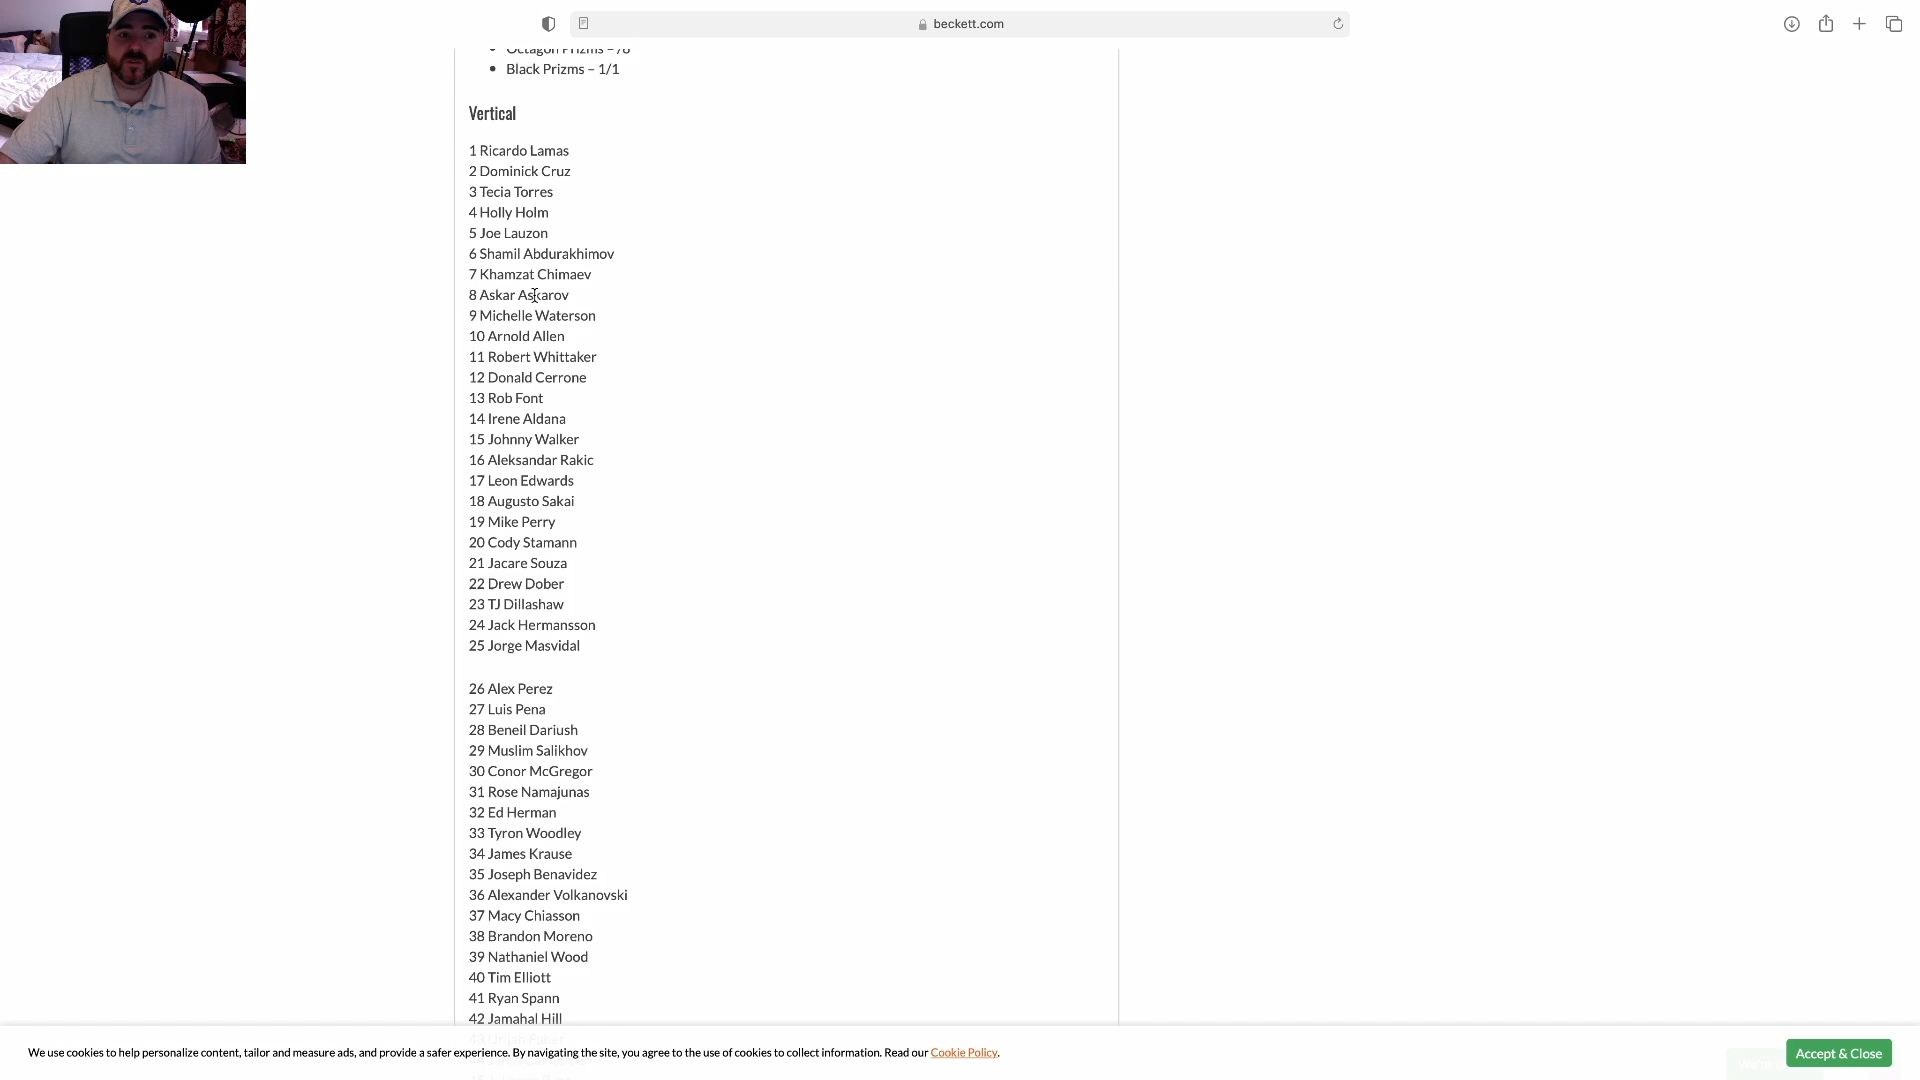 beckett.com
Octagon Prizms – /8
Black Prizms – 1/1
Vertical
1 Ricardo Lamas
2 Dominick Cruz
3 Tecia Torres
4 Holly Holm
5 Joe Lauzon
6 Shamil Abdurakhimov
7 Khamzat Chimaev
8 Askar Askarov
9 Michelle Waterson
10 Arnold Allen
11 Robert Whittaker
12 Donald Cerrone
13 Rob Font
14 Irene Aldana
15 Johnny Walker
16 Aleksandar Rakic
17 Leon Edwards
18 Augusto Sakai
19 Mike Perry
20 Cody Stamann
21 Jacare Souza
22 Drew Dober
23 TJ Dillashaw
24 Jack Hermansson
25 Jorge Masvidal
26 Alex Perez
27 Luis Pena
28 Beneil Dariush
29 Muslim Salikhov
30 Conor McGregor
31 Rose Namajunas
32 Ed Herman
33 Tyron Woodley
34 James Krause
35 Joseph Benavidez
36 Alexander Volkanovski
37 Macy Chiasson
38 Brandon Moreno
39 Nathaniel Wood
40 Tim Elliott
41 Ryan Spann
42 Jamahal Hill
43 Urijah Faber
We use cookies to help personalize content, tailor and measure ads, and provide a safer experience. By navigating the site, you agree to the use of cookies to collect information. Read our Cookie Policy.
Accept & Close